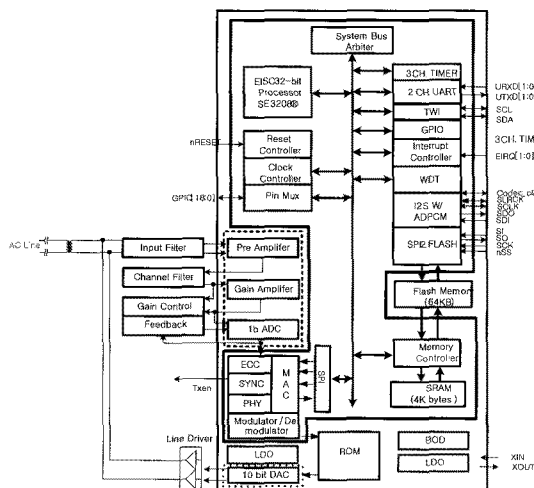 System Bus
Arbiter
EISC32-bit
Processor
SE3208®
3CH. TIMER
2 CH UART
TWI
GPIO
Interrupt
Controller
WDT
I2S W/
ADPCM
SPI2 FLASH
URXD[1:0]
UTXD[1:0]
SCL
SDA
3CH. TIM
EIRQ[1:0]
SLRCK
SCLK
SDO
SDI
SI
SO
SCK
nSS
nRESET
Reset
Controller
Clock
Controller
Pin Mux
GPIO[18:0]
AC Line
Input Filter
Pre Amplifer
Channel Filter
Gain Amplifer
Gain Control
Feedback
1b ADC
Flash Memory
(64KB)
Memory
Controller
SRAM
(4K bytes)
ECC
SYNC
PHY
MAC
SPI
Txen
Modulator/De
modulator
Line Driver
LDO
10 bit DAC
ROM
BOD
LDO
XIN
XOUT